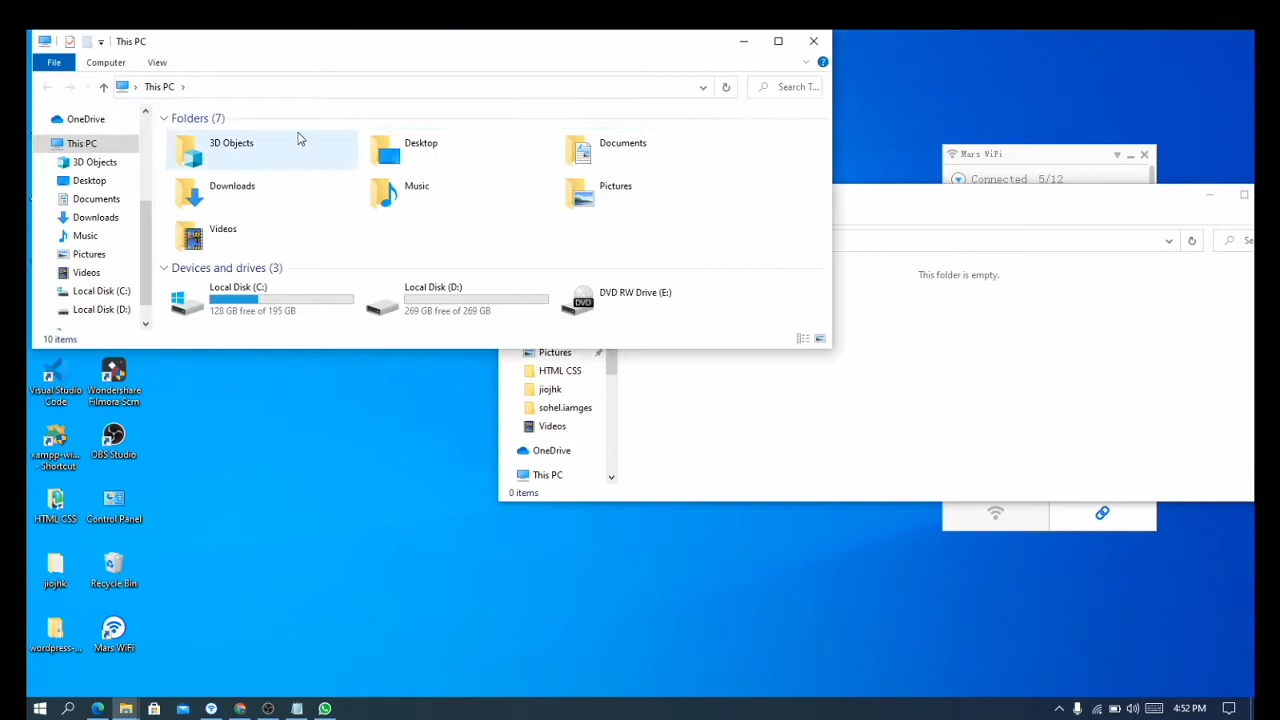 This PC
File
Computer
View
This PC
Search T...
OneDrive
This PC
3D Objects
Desktop
Documents
Downloads
Music
Pictures
Videos
Local Disk (C:)
Local Disk (D:)
Folders (7)
3D Objects
Desktop
Documents
Downloads
Music
Pictures
Videos
Devices and drives (3)
Local Disk (C:)
128 GB free of 195 GB
Local Disk (D:)
269 GB free of 269 GB
DVD RW Drive (E:)
DVD
10 items
Mars WiFi
Connected 5/12
Se
This folder is empty.
Pictures
HTML CSS
jiojhk
sohel.iamges
Videos
OneDrive
This PC
0 items
Visual Studio
Code
Wondershare
Filmora Scrn
xampp-wi...
- Shortcut
OBS Studio
HTML CSS
Control Panel
jiojhk
Recycle Bin
wordpress-...
Mars WiFi
4:52 PM